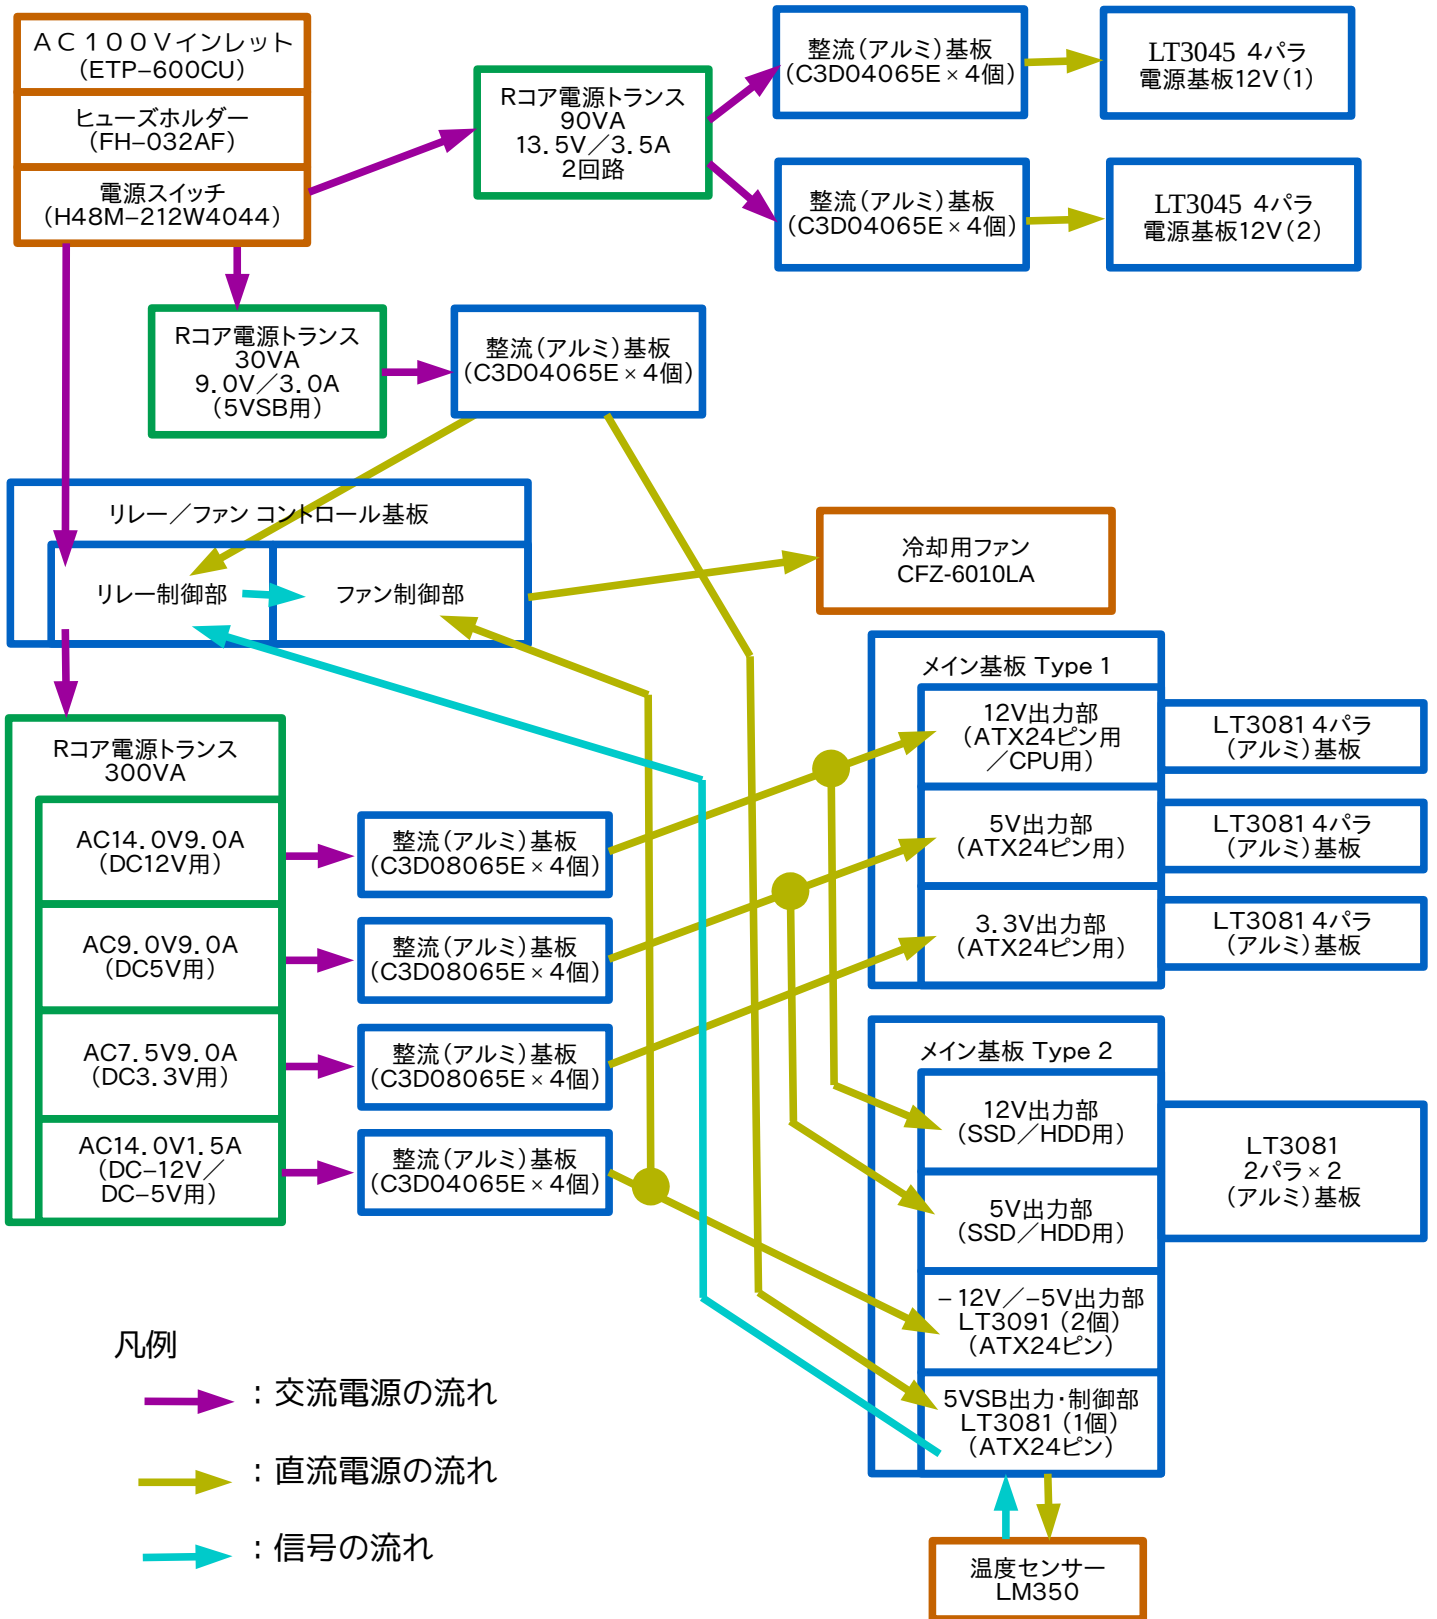 ＡＣ１００Ｖインレット
（ETP−600CU）
ヒューズホルダー
（FH−032AF）
電源スイッチ
（H48M−212W4044）
Rコア電源トランス
90VA
13．5V／3．5A
2回路
整流（アルミ）基板
（C3D04065E×4個）
LT3045 4パラ
電源基板12V（1）
整流（アルミ）基板
（C3D04065E×4個）
LT3045 4パラ
電源基板12V（2）
Rコア電源トランス
30VA
9．0V／3．0A
（5VSB用）
整流（アルミ）基板
（C3D04065E×4個）
リレー／ファン コントロール基板
リレー制御部
ファン制御部
冷却用ファン
CFZ-6010LA
Rコア電源トランス
300VA
AC14．0V9．0A
（DC12V用）
AC9．0V9．0A
（DC5V用）
AC7．5V9．0A
（DC3．3V用）
AC14．0V1．5A
（DC−12V／
DC−5V用）
整流（アルミ）基板
（C3D08065E×4個）
整流（アルミ）基板
（C3D08065E×4個）
整流（アルミ）基板
（C3D08065E×4個）
整流（アルミ）基板
（C3D04065E×4個）
メイン基板 Type 1
12V出力部
（ATX24ピン用
／CPU用）
5V出力部
（ATX24ピン用）
3．3V出力部
（ATX24ピン用）
LT3081 4パラ
（アルミ）基板
LT3081 4パラ
（アルミ）基板
LT3081 4パラ
（アルミ）基板
メイン基板 Type 2
12V出力部
（SSD／HDD用）
5V出力部
（SSD／HDD用）
−12V／−5V出力部
LT3091（2個）
（ATX24ピン）
5VSB出力・制御部
LT3081（1個）
（ATX24ピン）
LT3081
2パラ×2
（アルミ）基板
温度センサー
LM350
凡例
：交流電源の流れ
：直流電源の流れ
：信号の流れ